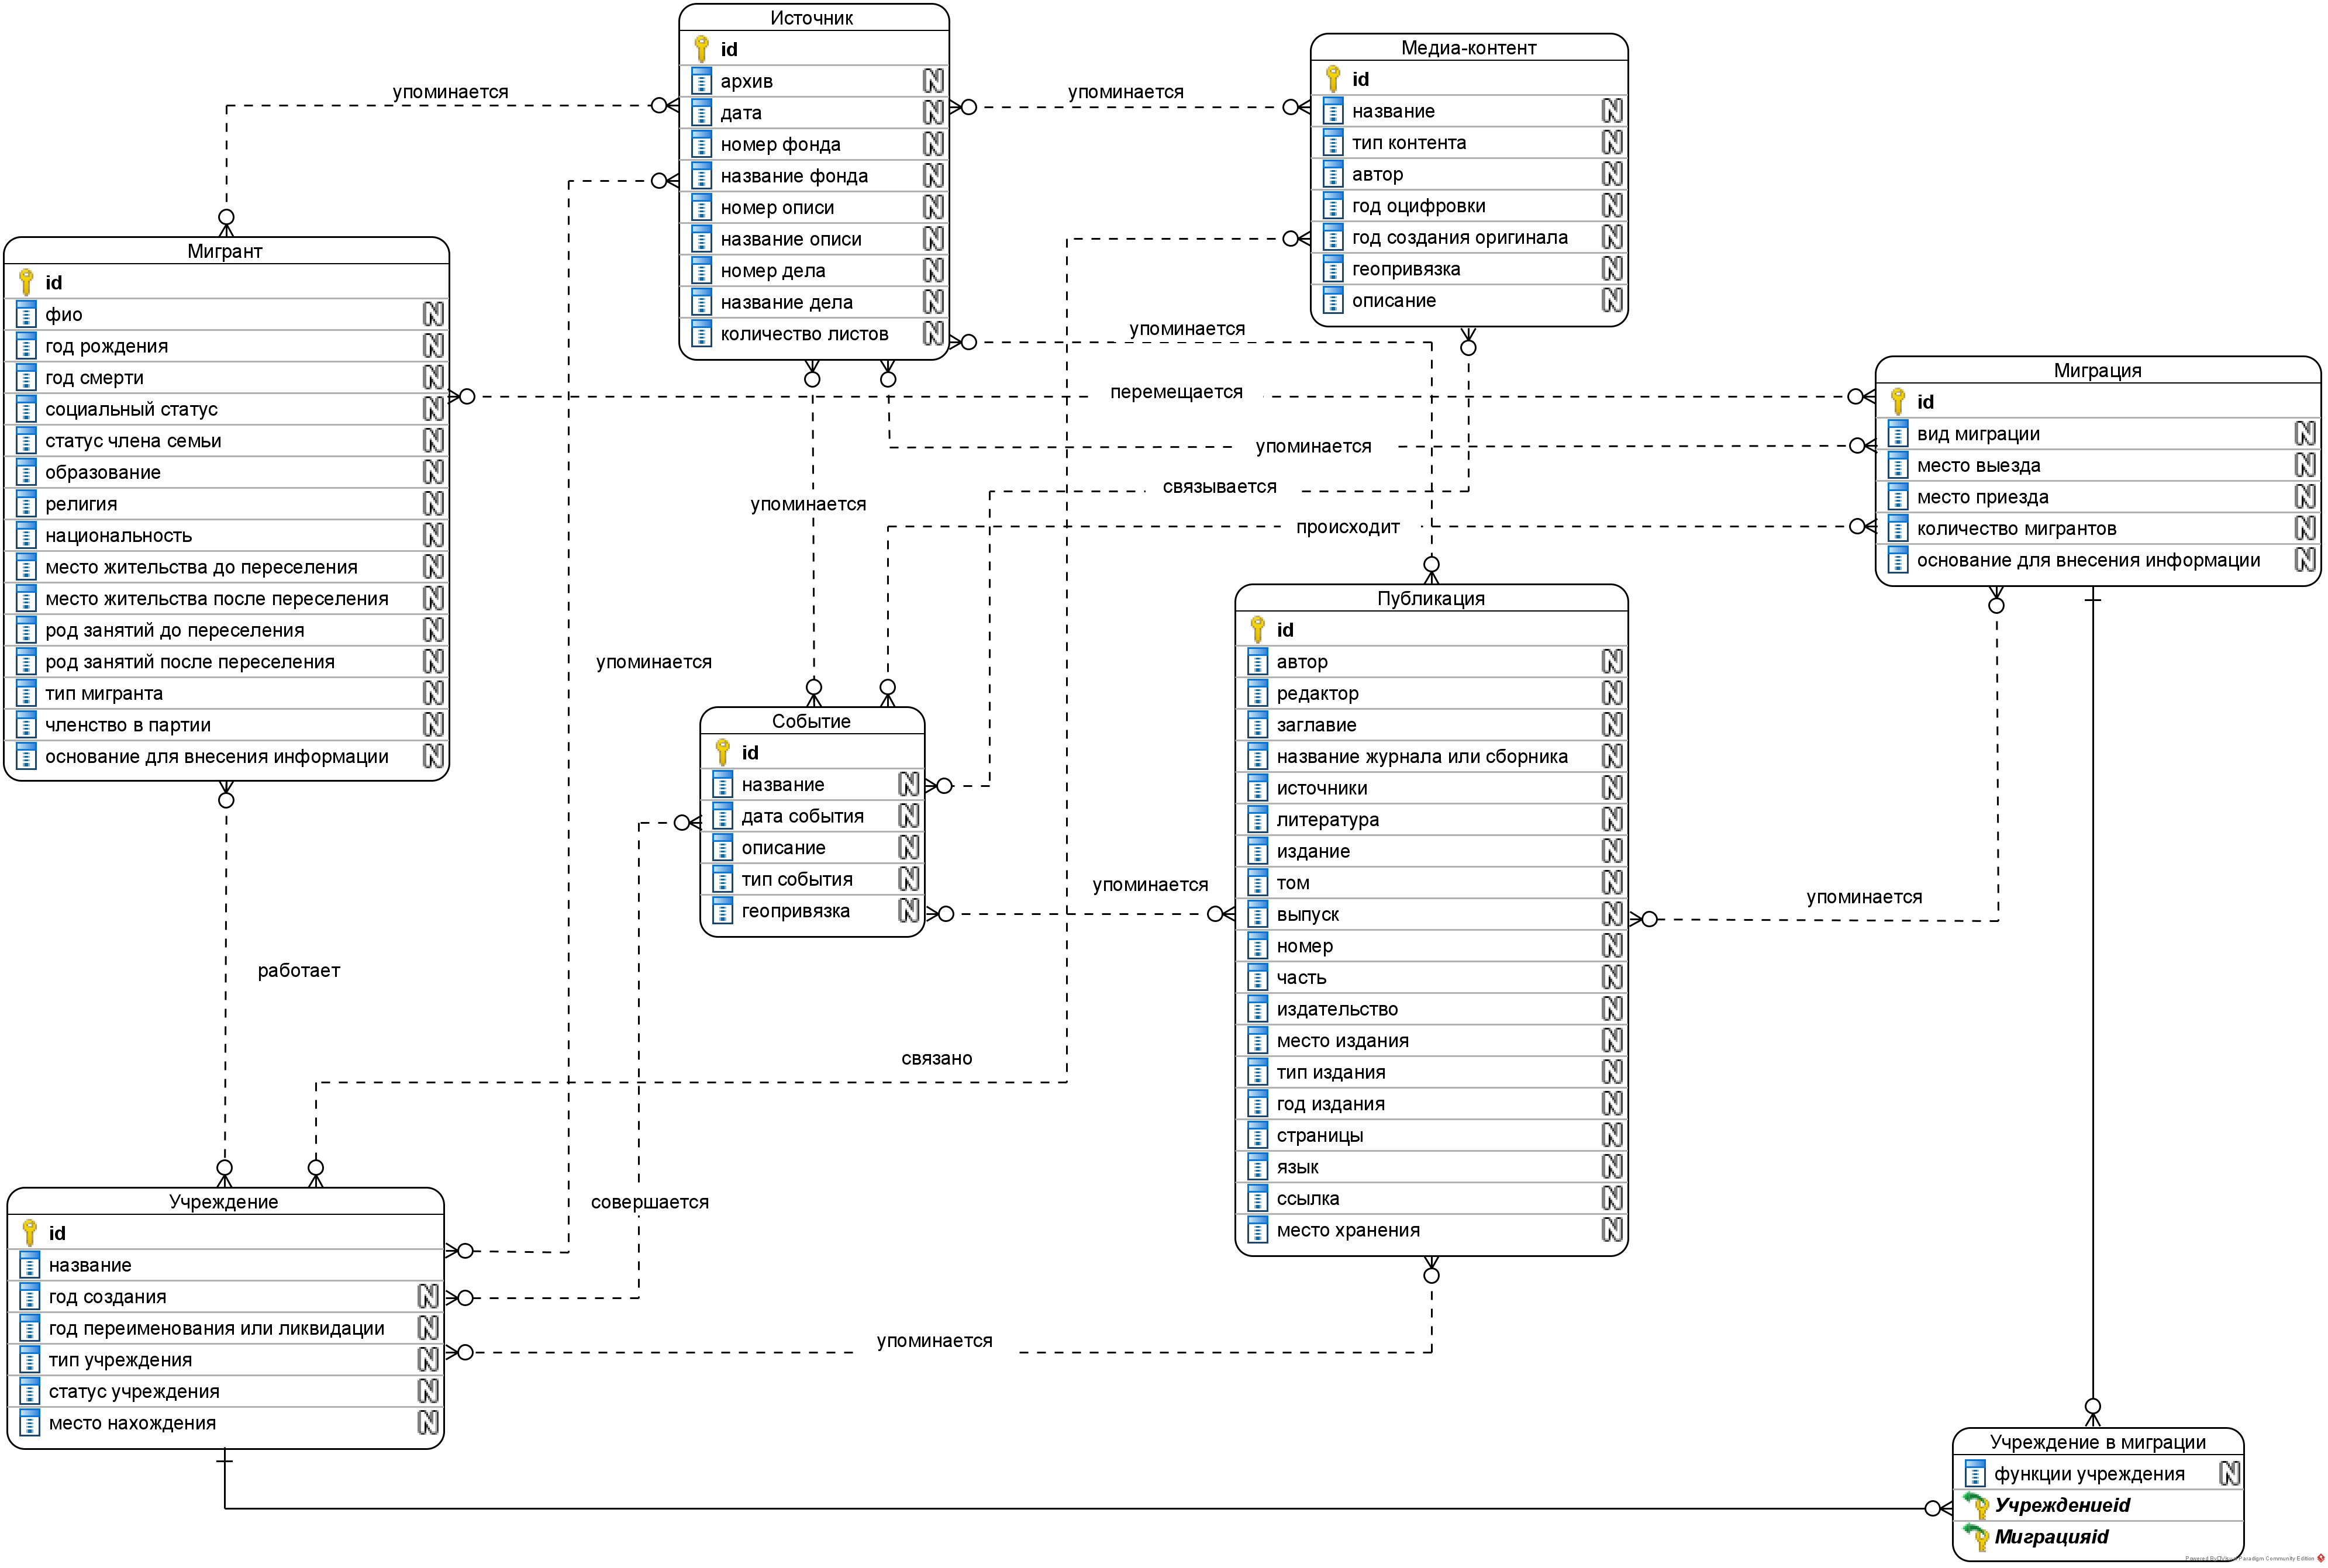 Источник
id
архив
дата
номер фонда
название фонда
номер описи
название описи
номер дела
название дела
количество листов
Медиа-контент
id
название
тип контента
автор
год оцифровки
год создания оригинала
геопривязка
описание
упоминается
упоминается
Мигрант
id
фио
год рождения
год смерти
социальный статус
статус члена семьи
образование
религия
национальность
место жительства до переселения
место жительства после переселения
род занятий до переселения
род занятий после переселения
тип мигранта
членство в партии
основание для внесения информации
упоминается
перемещается
упоминается
связывается
упоминается
происходит
Миграция
id
вид миграции
место выезда
место приезда
количество мигрантов
основание для внесения информации
упоминается
Событие
id
название
дата события
описание
тип события
геопривязка
Публикация
id
автор
редактор
заглавие
название журнала или сборника
источники
литература
издание
том
выпуск
номер
часть
издательство
место издания
тип издания
год издания
страницы
язык
ссылка
место хранения
упоминается
упоминается
работает
связано
совершается
Учреждение
id
название
год создания
год переименования или ликвидации
тип учреждения
статус учреждения
место нахождения
упоминается
Учреждение в миграции
функции учреждения
Учреждениеid
Миграцияid
Paradigm Community Edition